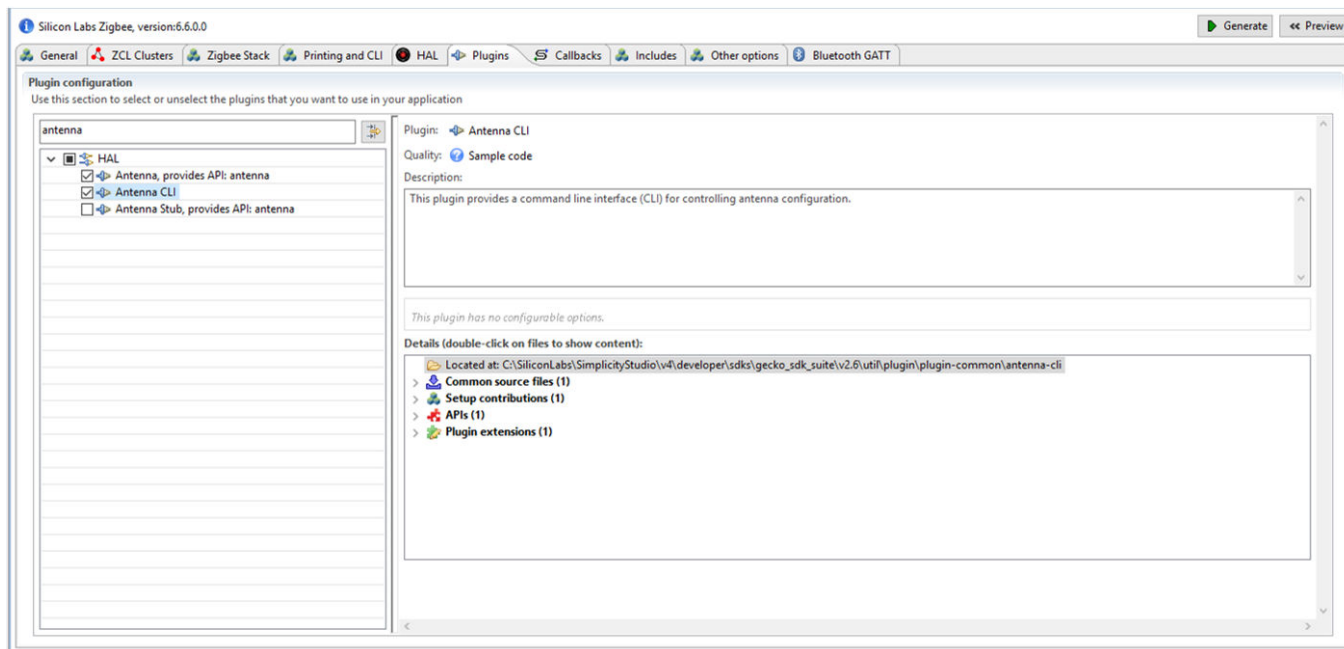 Silicon Labs Zigbee, version:6.6.0.0
Generate
Preview
General
ZCL Clusters
Zigbee Stack
Printing and CLI
HAL
Plugins
Callbacks
Includes
Other options
Bluetooth GATT
Plugin configuration
Use this section to select or unselect the plugins that you want to use in your application
antenna
HAL
Antenna, provides API: antenna
Antenna CLI
Antenna Stub, provides API: antenna
Plugin: Antenna CLI
Quality: Sample code
Description:
This plugin provides a command line interface (CLI) for controlling antenna configuration.
This plugin has no configurable options.
Details (double-click on files to show content):
Located at: C:\SiliconLabs\SimplicityStudio\v4\developer\sdks\gecko_sdk_suite\v2.6\util\plugin\plugin-common\antenna-cli
Common source files (1)
Setup contributions (1)
APIs (1)
Plugin extensions (1)